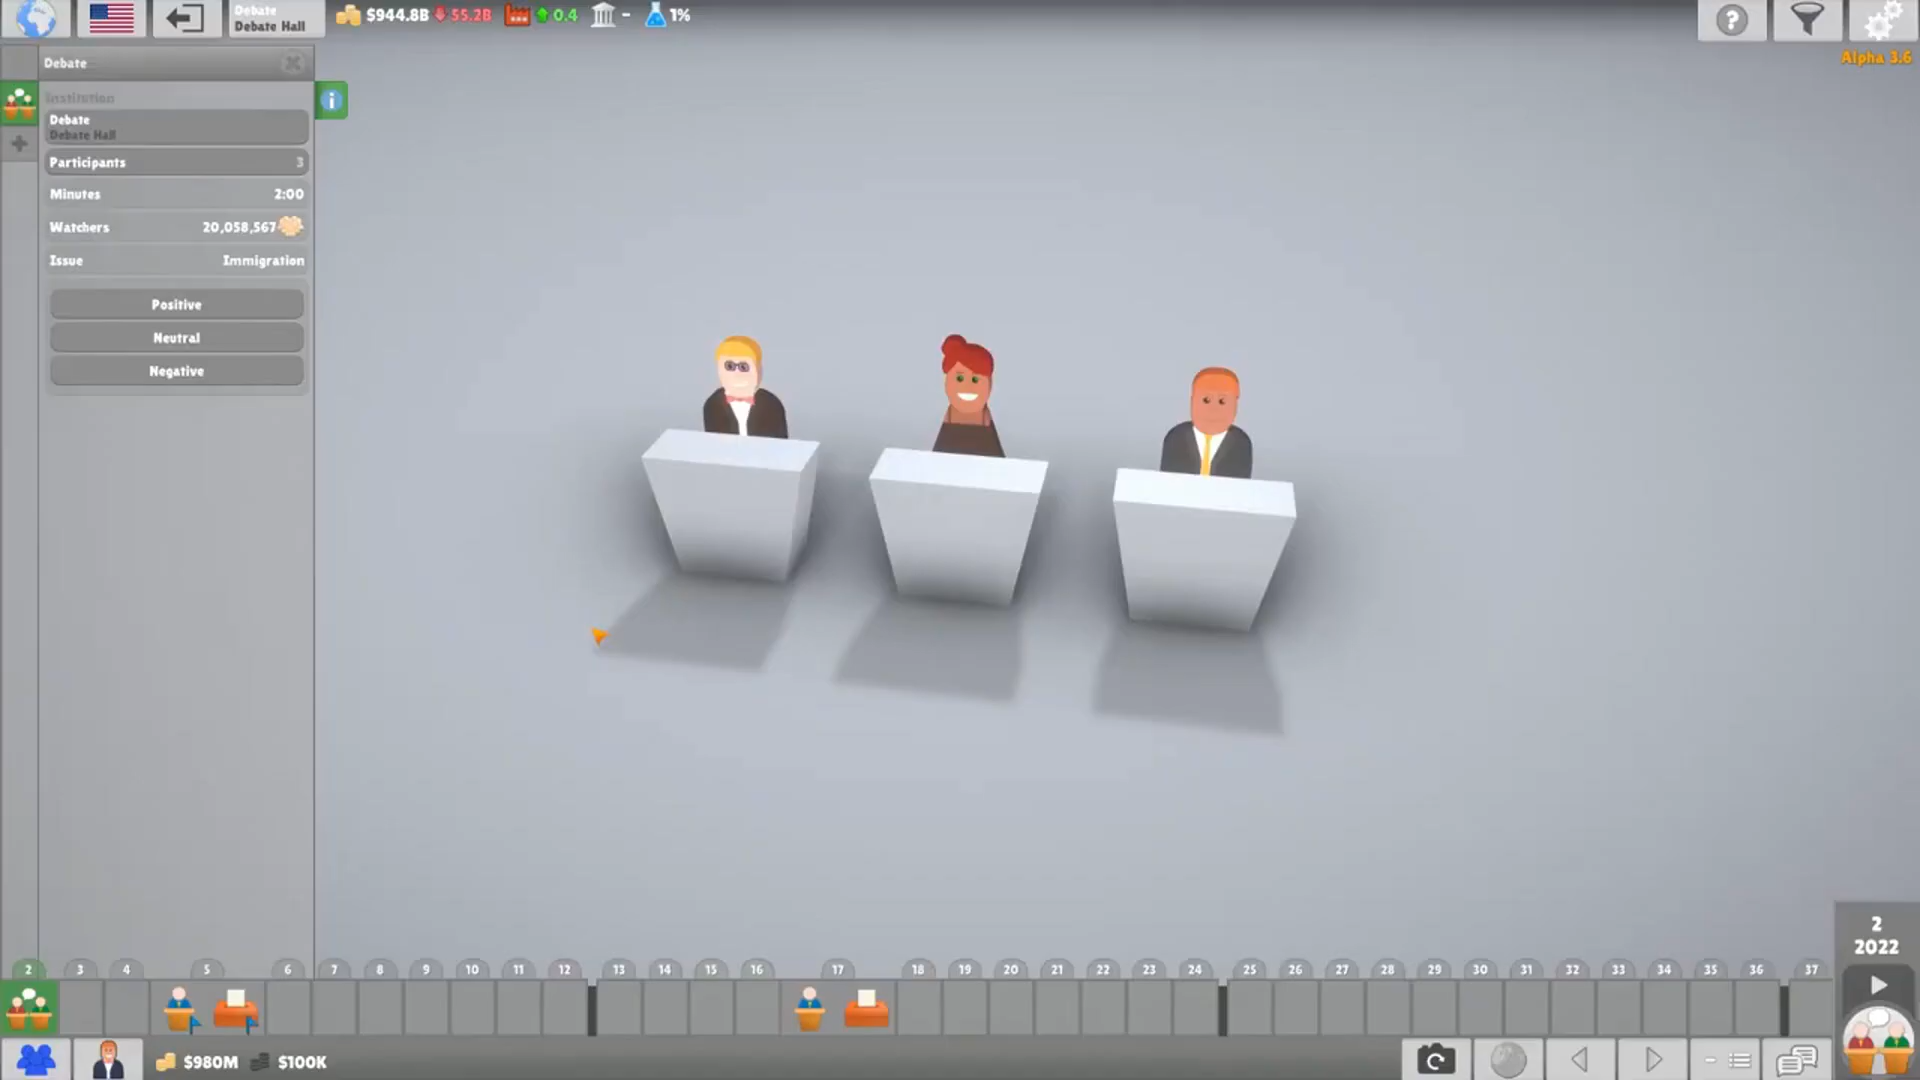 Debate
Debate Hall
$944.8B 55.2B 0.4 - 1%
?
Alpha 3.6
Debate
Institution
Debate
Debate Hall
Participants 3
Minutes 2:00
Watchers 20,058,567
Issue Immigration
Positive
Neutral
Negative
2
2022
2 3 4 5 6 7 8 9 10 11 12 13 14 15 16 17 18 19 20 21 22 23 24 25 26 27 28 29 30 31 32 33 34 35 36 37
$980M $100K